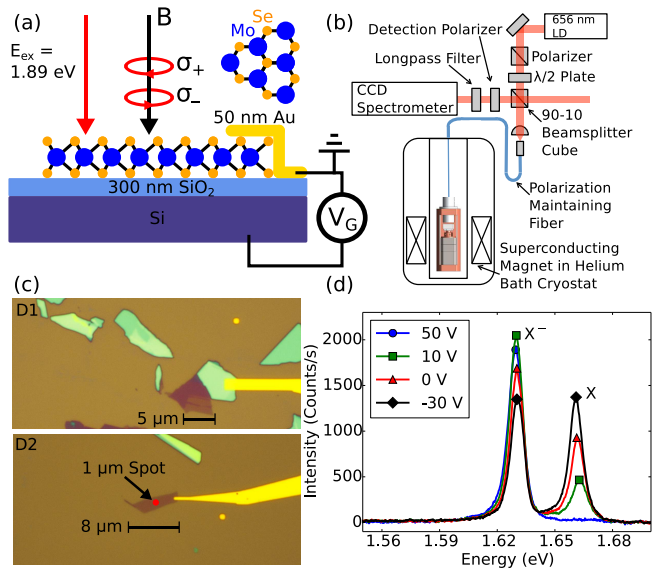 (a)
E_ex = 1.89 eV
B
σ+
σ−
Se
Mo
50 nm Au
300 nm SiO₂
Si
V_G
(b)
Detection Polarizer
Longpass Filter
CCD
Spectrometer
656 nm
LD
Polarizer
λ/2 Plate
90-10
Beamsplitter
Cube
Polarization
Maintaining
Fiber
Superconducting
Magnet in Helium
Bath Cryostat
(c)
D1
5 μm
D2
1 μm Spot
8 μm
(d)
Intensity (Counts/s)
2000
1500
1000
500
0
50 V
10 V
0 V
-30 V
X⁻
X
1.56
1.59
1.62
1.65
1.68
Energy (eV)